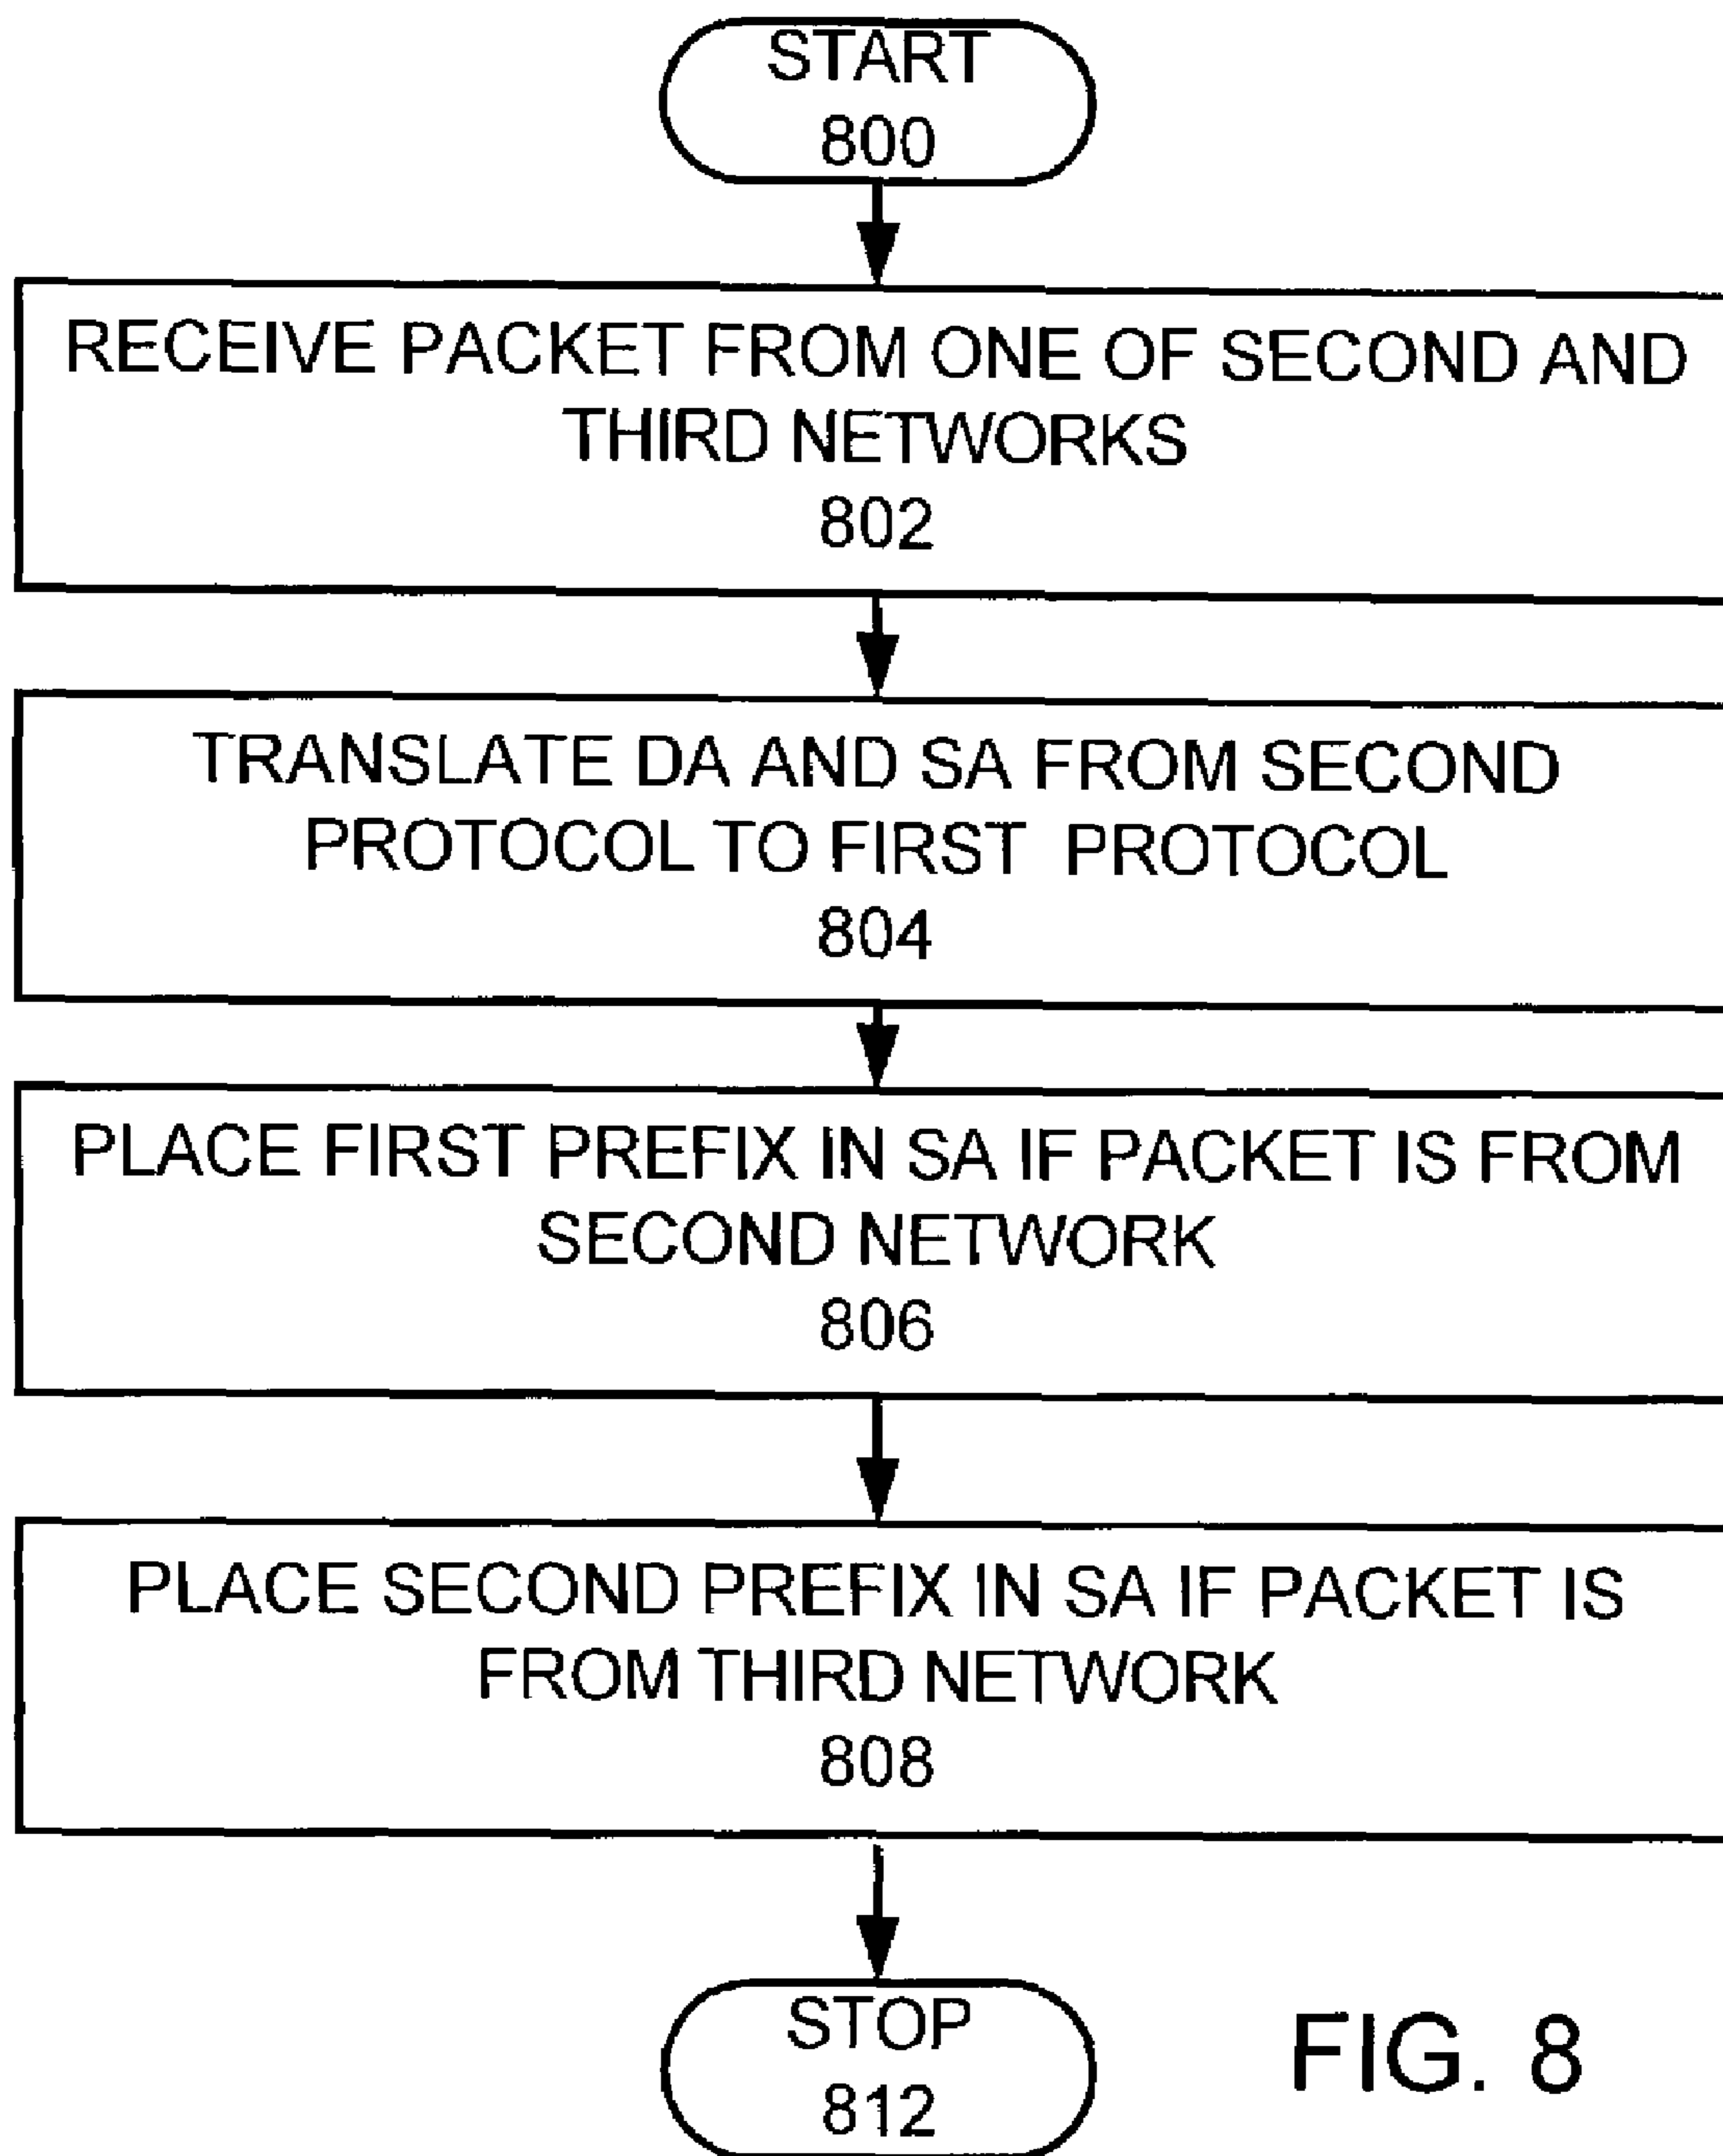 START
800
RECEIVE PACKET FROM ONE OF SECOND AND
THIRD NETWORKS
802
TRANSLATE DA AND SA FROM SECOND
PROTOCOL TO FIRST PROTOCOL
804
PLACE FIRST PREFIX IN SA IF PACKET IS FROM
SECOND NETWORK
806
PLACE SECOND PREFIX IN SA IF PACKET IS
FROM THIRD NETWORK
808
STOP
812
FIG. 8